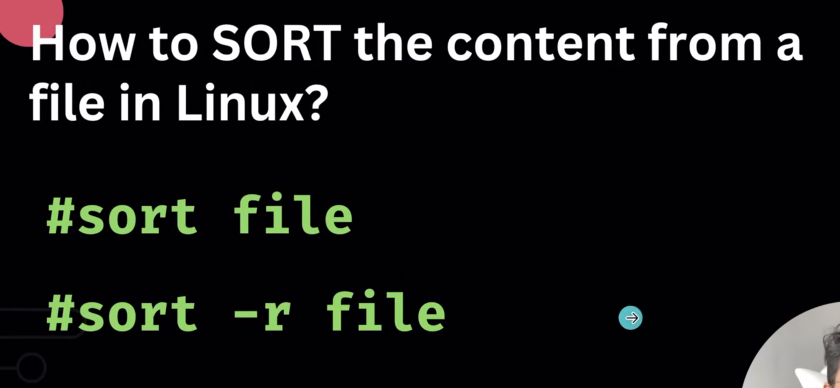 How to SORT the content from a
file in Linux?
#sort file
#sort -r file